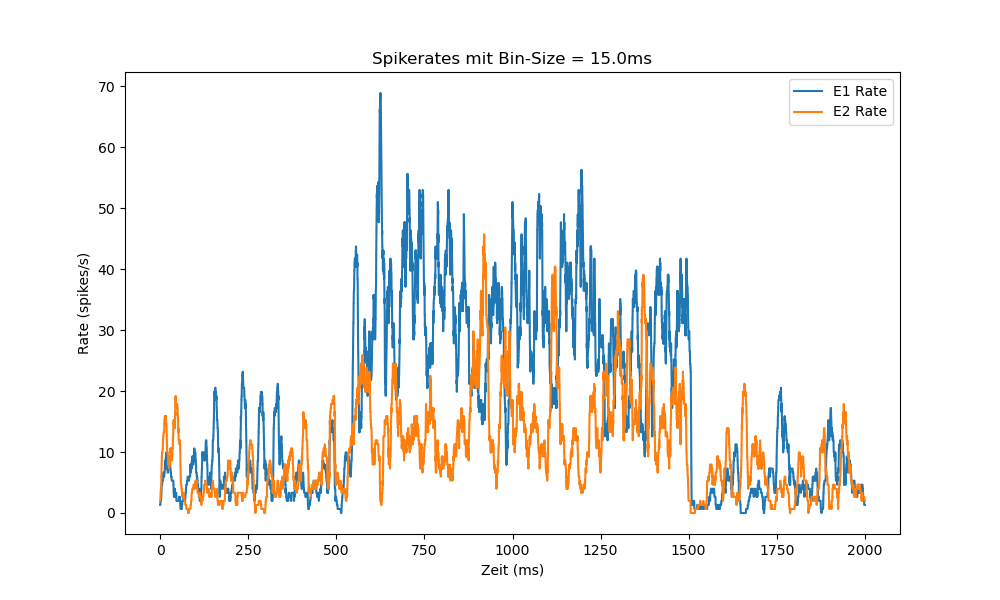 Spikerates mit Bin-Size = 15.0ms
E1 Rate
E2 Rate
Rate (spikes/s)
70
60
50
40
30
20
10
0
0 250 500 750 1000 1250 1500 1750 2000
Zeit (ms)